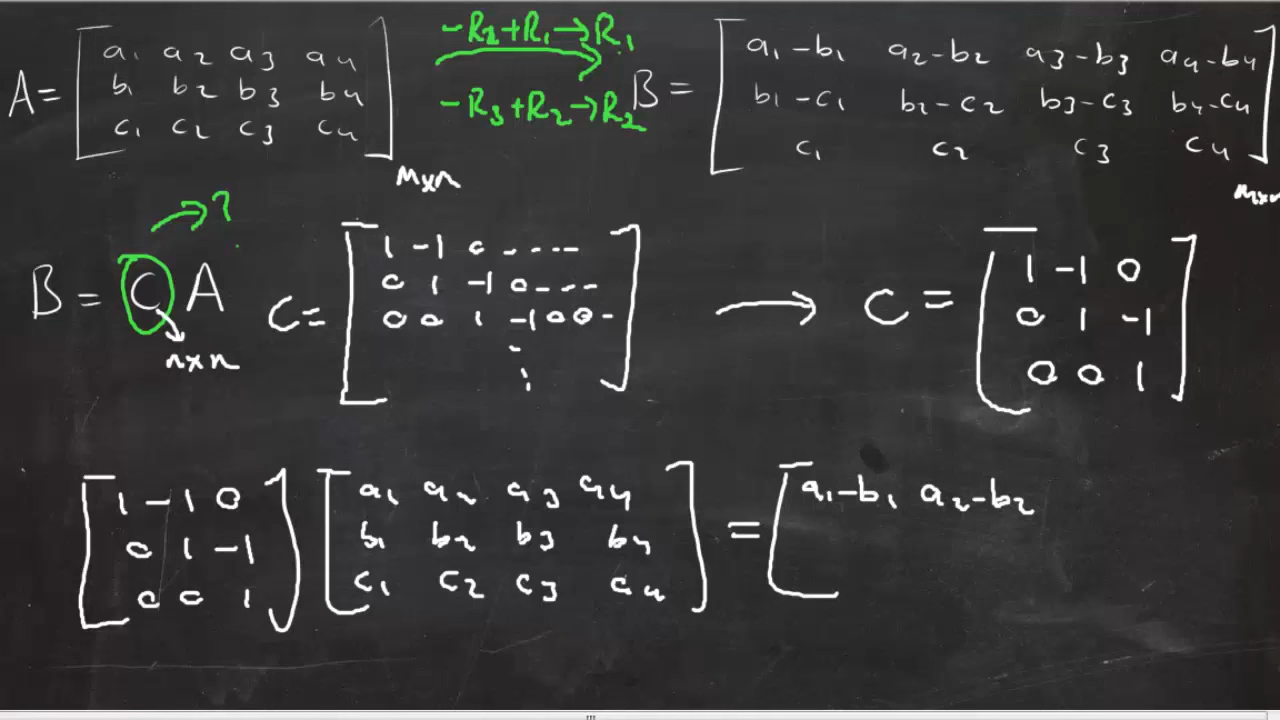 A = [ a1 a2 a3 a4 −R2+R1→R1 B = [ a1−b1 a2−b2 a3−b3 a4−b4
b1 b2 b3 b4 −R3+R2→R2 b1−c1 b2−c2 b3−c3 b4−c4
c1 c2 c3 c4 ] c1 c2 c3 c4 ]
m×n m×n
→ ?
B = C A C = [ 1 −1 0 ----- → C = [ 1 −1 0
n×n 0 1 −1 0 --- 0 1 −1
0 0 1 −1 0 0 - ] 0 0 1 ]
[ 1 −1 0 [ a1 a2 a3 a4 = [ a1−b1 a2−b2
0 1 −1 b1 b2 b3 b4
0 0 1 ] c1 c2 c3 c4 ]